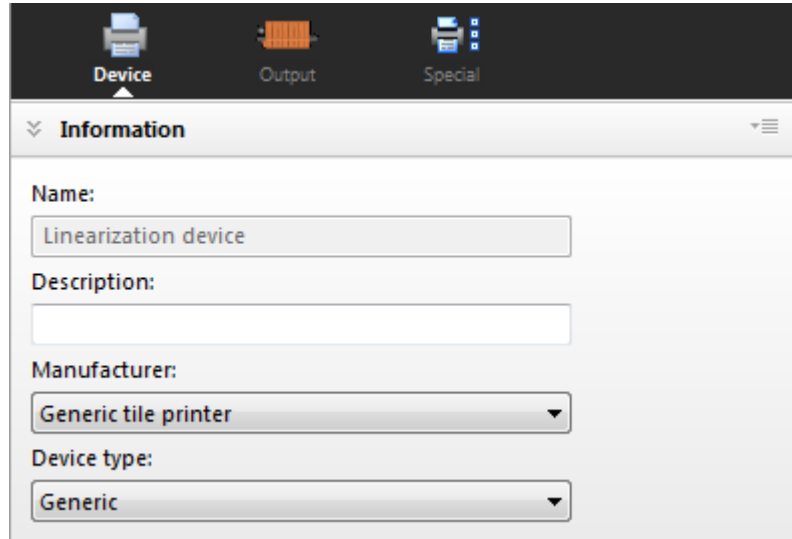 Device Output Special
Information
Name:
Linearization device
Description:
Manufacturer:
Generic tile printer
Device type:
Generic